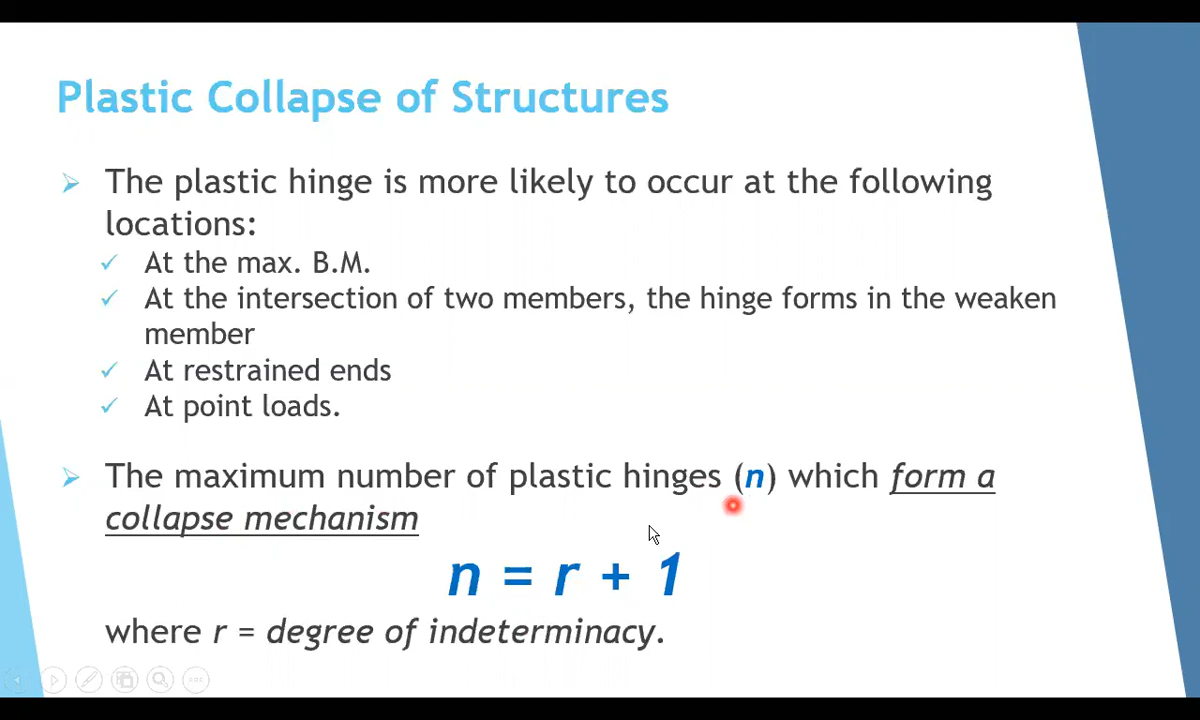 Plastic Collapse of Structures
The plastic hinge is more likely to occur at the following
locations:
At the max. B.M.
At the intersection of two members, the hinge forms in the weaken
member
At restrained ends
At point loads.
The maximum number of plastic hinges (n) which form a
collapse mechanism
n = r + 1
where r = degree of indeterminacy.